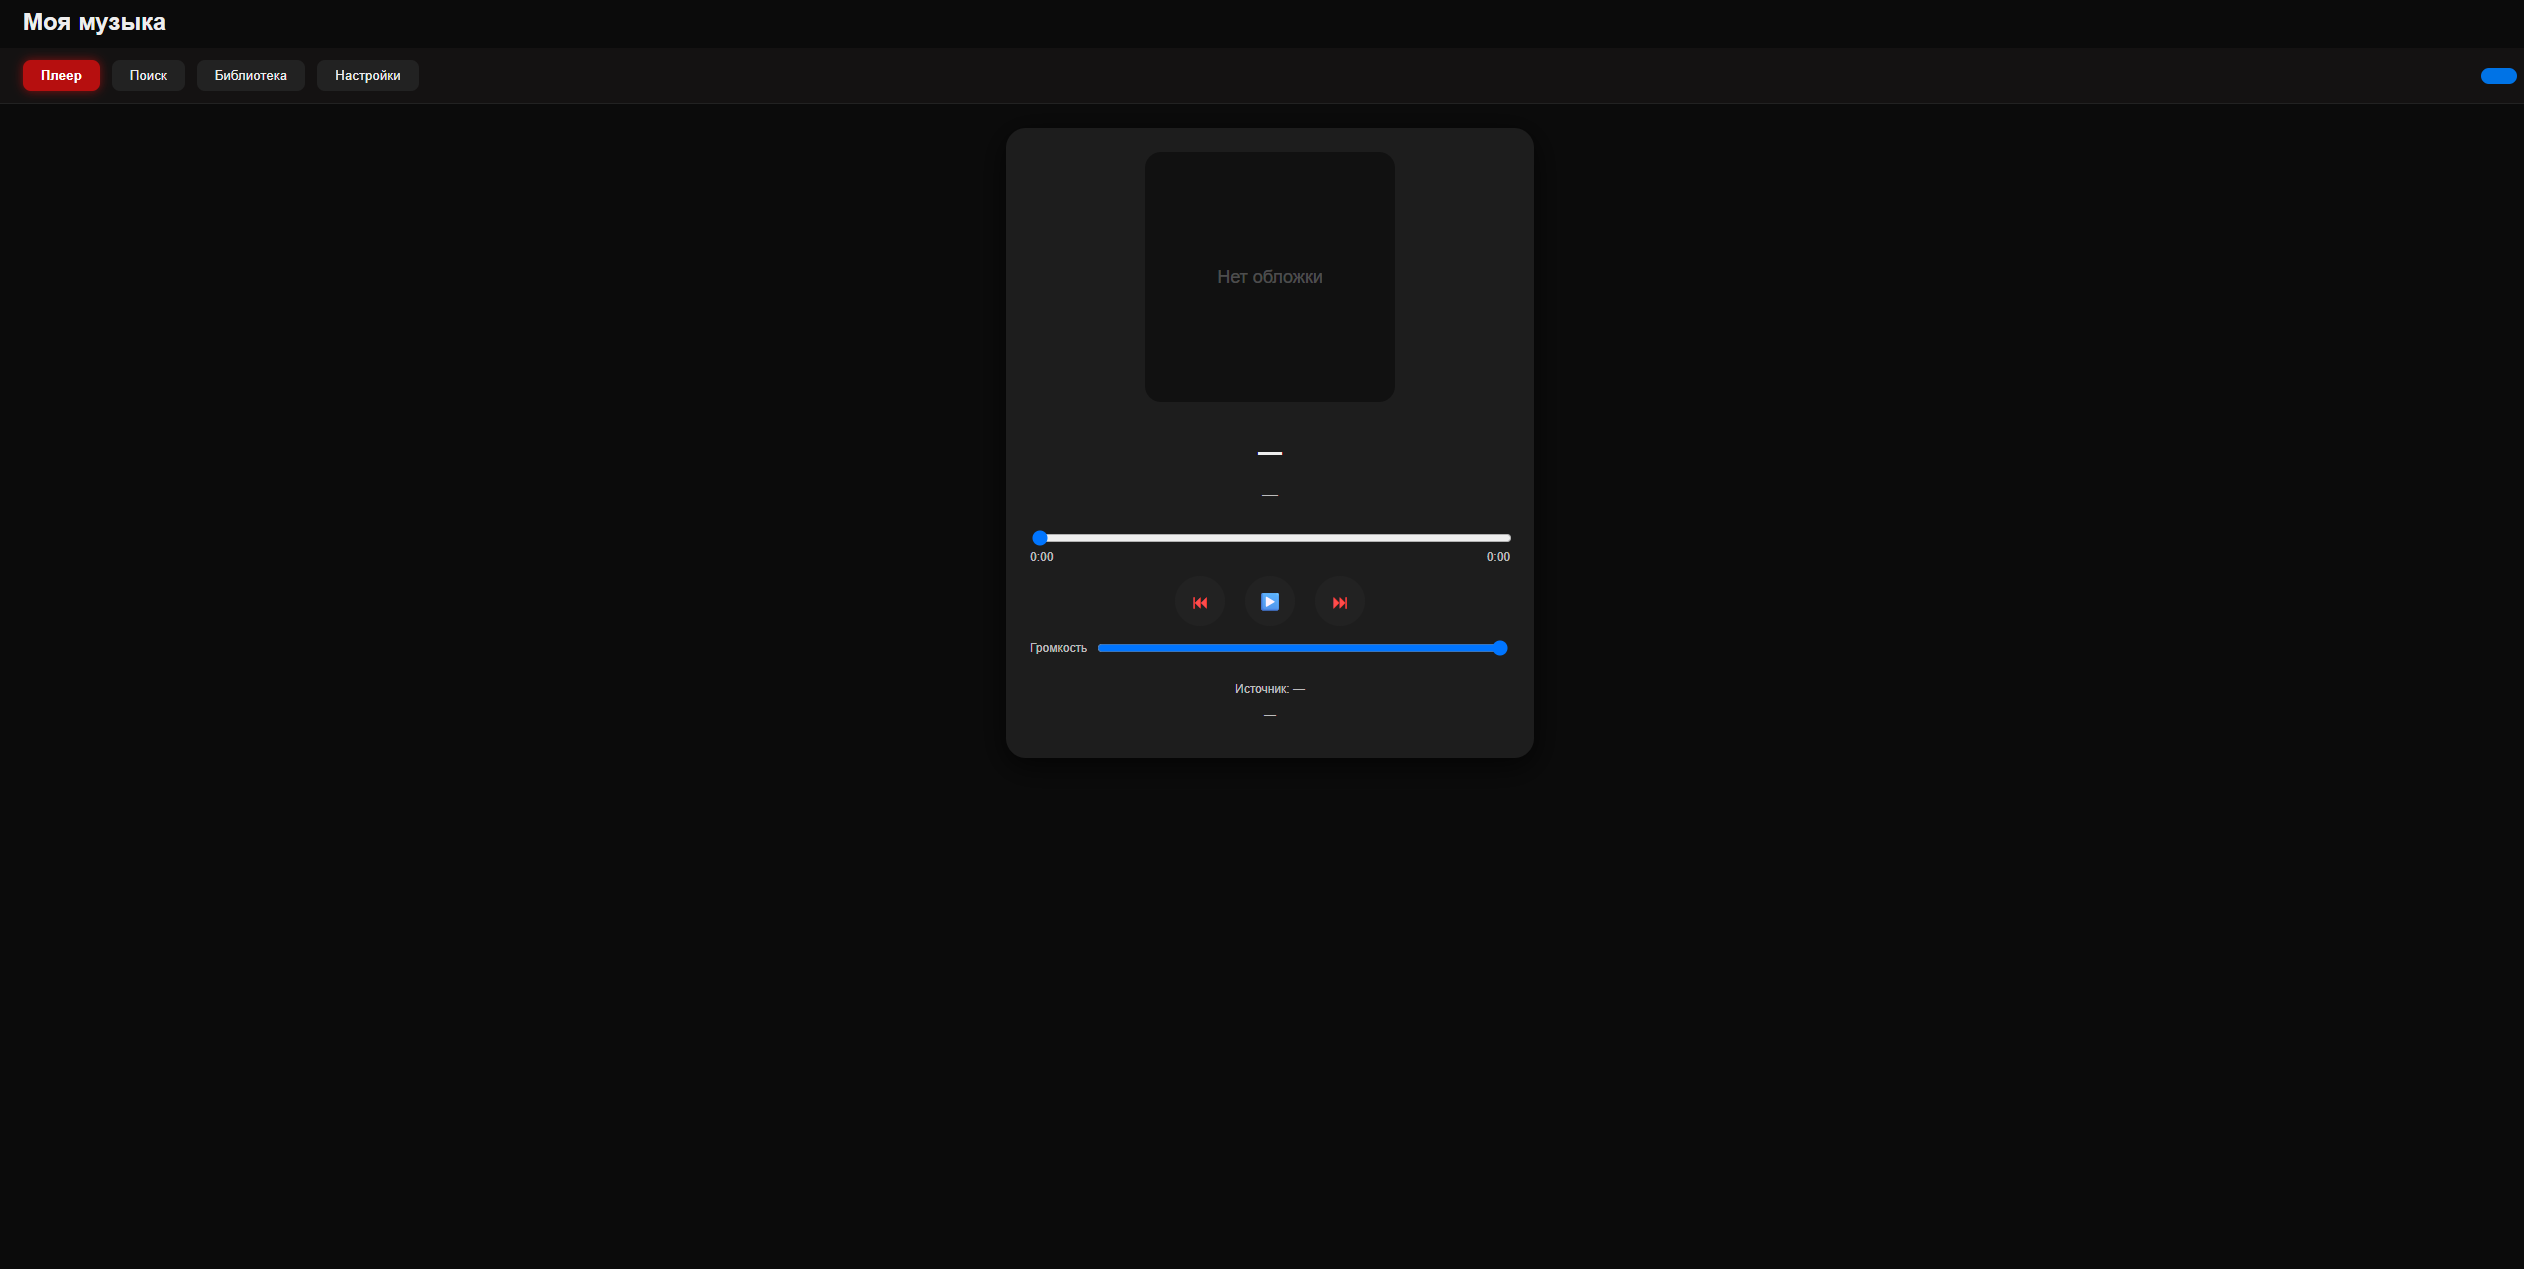 Моя музыка
Плеер
Поиск
Библиотека
Настройки
Нет обложки
—
—
0:00
0:00
Громкость
Источник: —
—